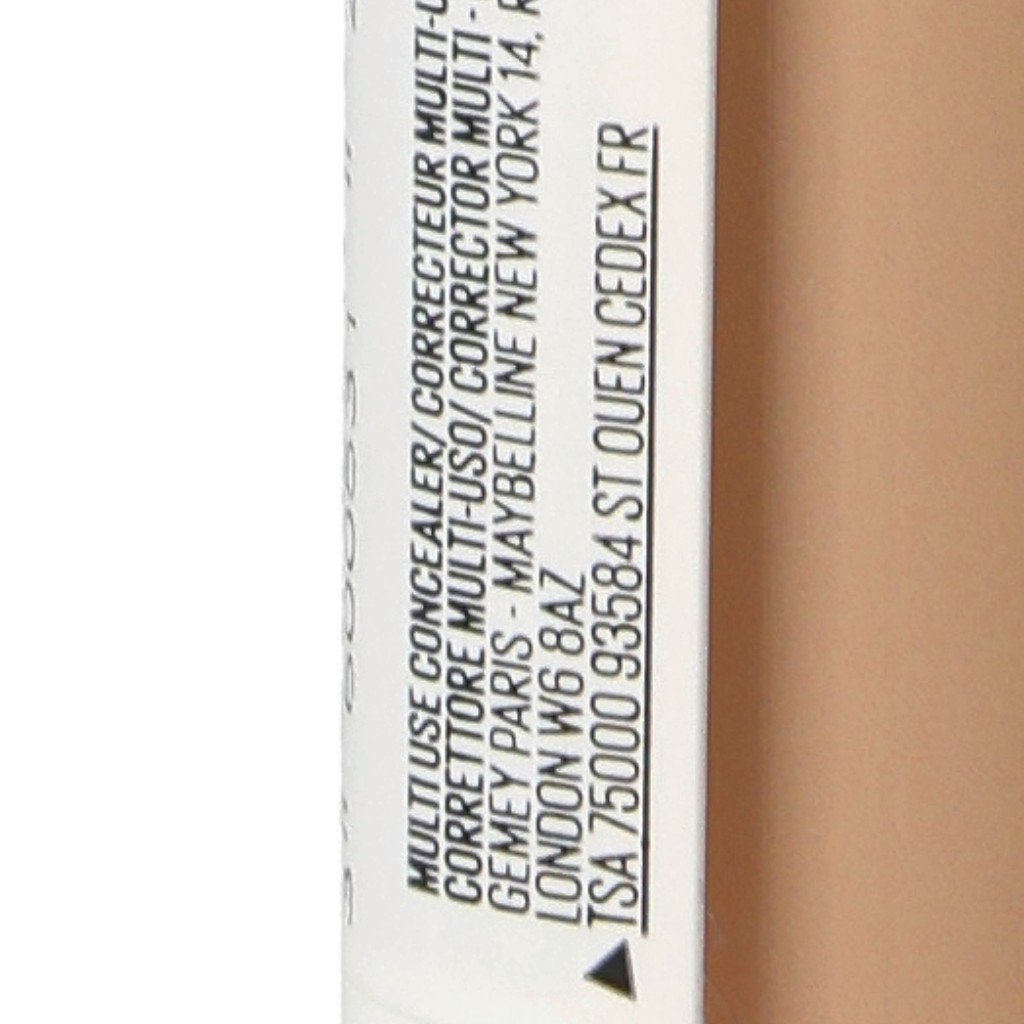 MULTI USE CONCEALER/ CORRECTEUR MULTI-U
CORRETTORE MULTI-USO/ CORRECTOR MULTI -
GEMEY PARIS - MAYBELLINE NEW YORK 14, R
LONDON W6 8AZ
TSA 75000 93584 ST OUEN CEDEX FR